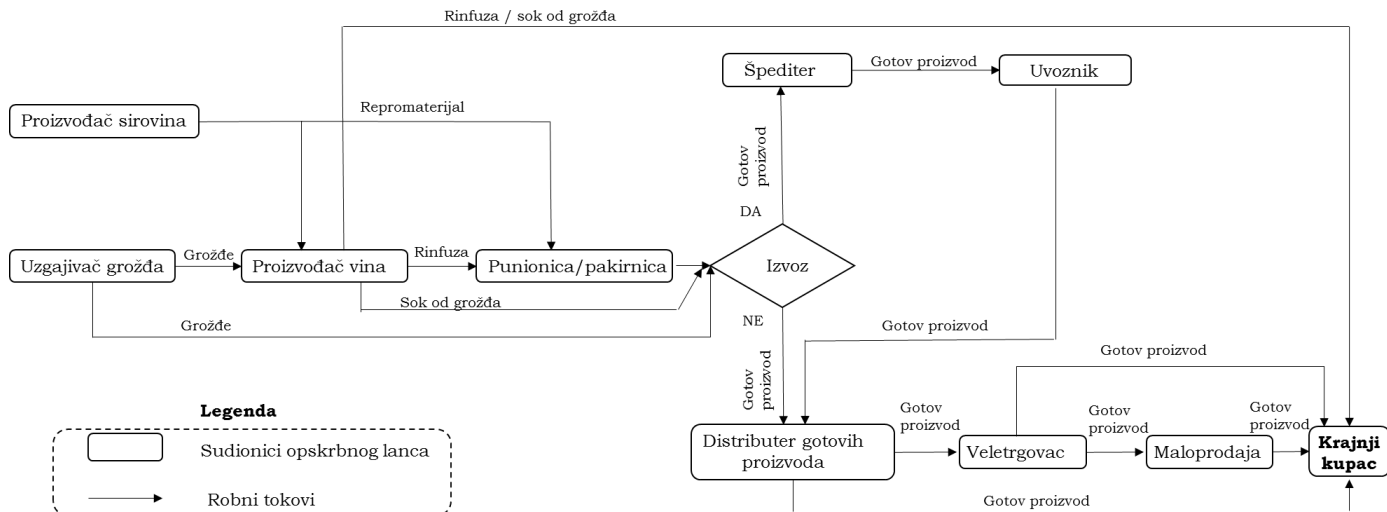 Rinfuza / sok od grožđa
Špediter
Gotov proizvod
Uvoznik
Repromaterijal
Proizvođač sirovina
Gotov
proizvod
DA
Uzgajivač grožđa
Grožđe
Proizvođač vina
Rinfuza
Punionica/pakirnica
Izvoz
Sok od grožđa
Grožđe
NE
Gotov proizvod
Gotov
proizvod
Gotov proizvod
Legenda
Sudionici opskrbnog lanca
Robni tokovi
Distributer gotovih
proizvoda
Gotov
proizvod
Veletrgovac
Gotov
proizvod
Maloprodaja
Gotov
proizvod
Krajnji
kupac
Gotov proizvod